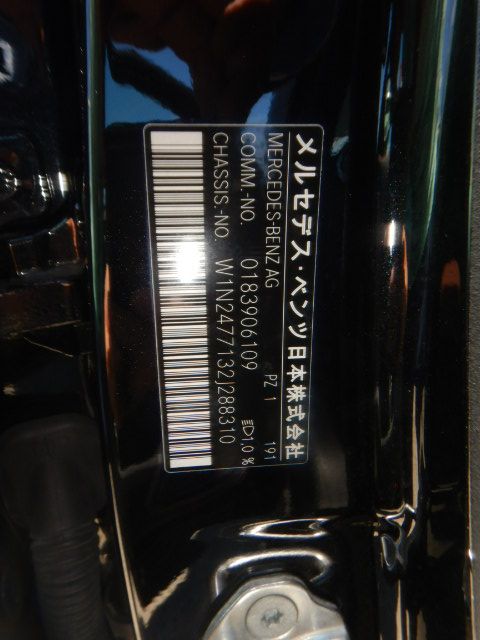 メルセデス・ベンツ日本株式会社
MERCEDES-BENZ AG PZ 1 191
COMM.-NO. 0183906109 1,0 %
CHASSIS.-NO. W1N2477132J288310